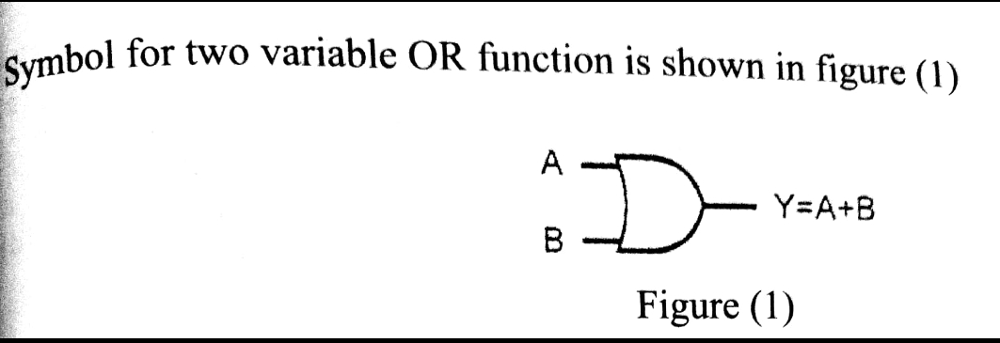 Symbol for two variable OR function is shown in figure (1)
A
Y=A+B
B
Figure (1)